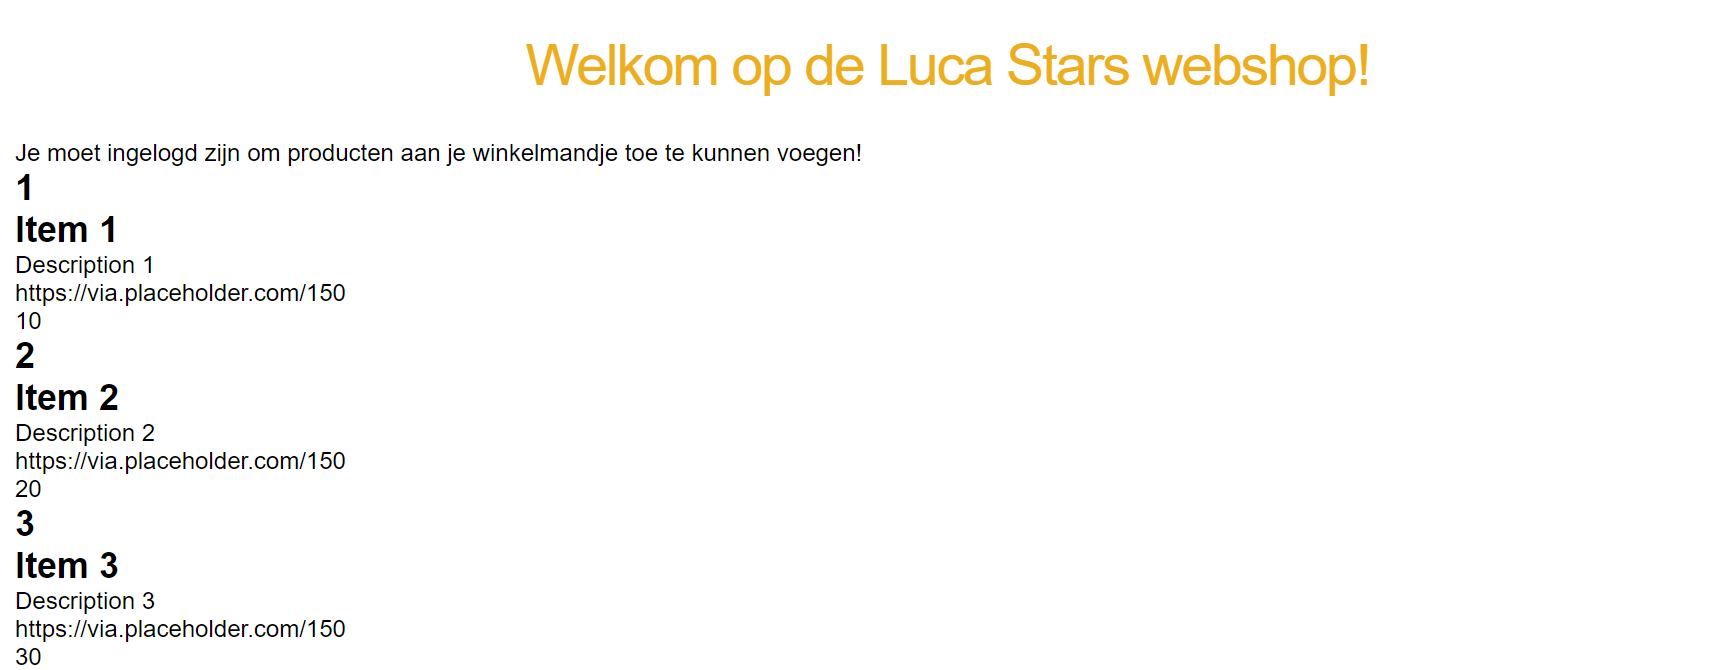 Welkom op de Luca Stars webshop!
Je moet ingelogd zijn om producten aan je winkelmandje toe te kunnen voegen!
1
Item 1
Description 1
https://via.placeholder.com/150
10
2
Item 2
Description 2
https://via.placeholder.com/150
20
3
Item 3
Description 3
https://via.placeholder.com/150
30